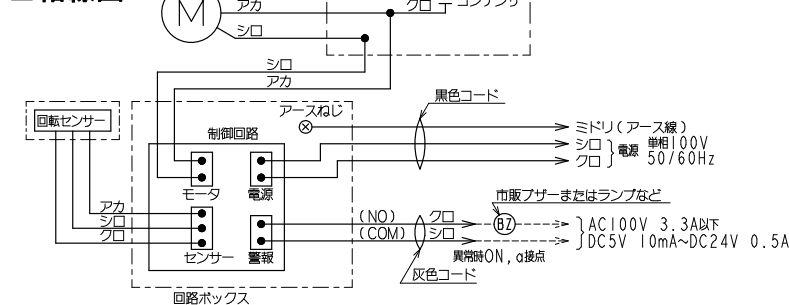 アカ
クロ
コンデンサ
M
シロ
シロ
アカ
黒色コード
回転センサー
アースねじ
ミドリ(アース線)
制御回路
シロ
クロ
電源
単相100V
50/60Hz
モータ
電源
市販ブザーまたはランプなど
アカ
シロ
クロ
(NO)
クロ
BZ
AC100V 3.3A以下
(COM)
シロ
DC5V 10mA~DC24V 0.5A
センサー
警報
異常時ON,a接点
灰色コード
回路ボックス